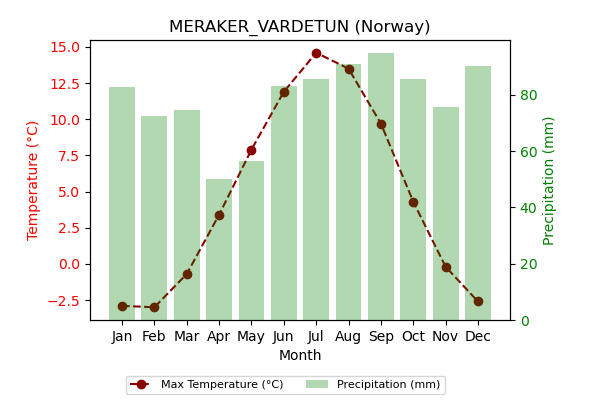 MERAKER_VARDETUN (Norway)
15.0
12.5
10.0
7.5
5.0
2.5
0.0
−2.5
Temperature (°C)
80
60
40
20
0
Precipitation (mm)
Jan Feb Mar Apr May Jun Jul Aug Sep Oct Nov Dec
Month
Max Temperature (°C) Precipitation (mm)